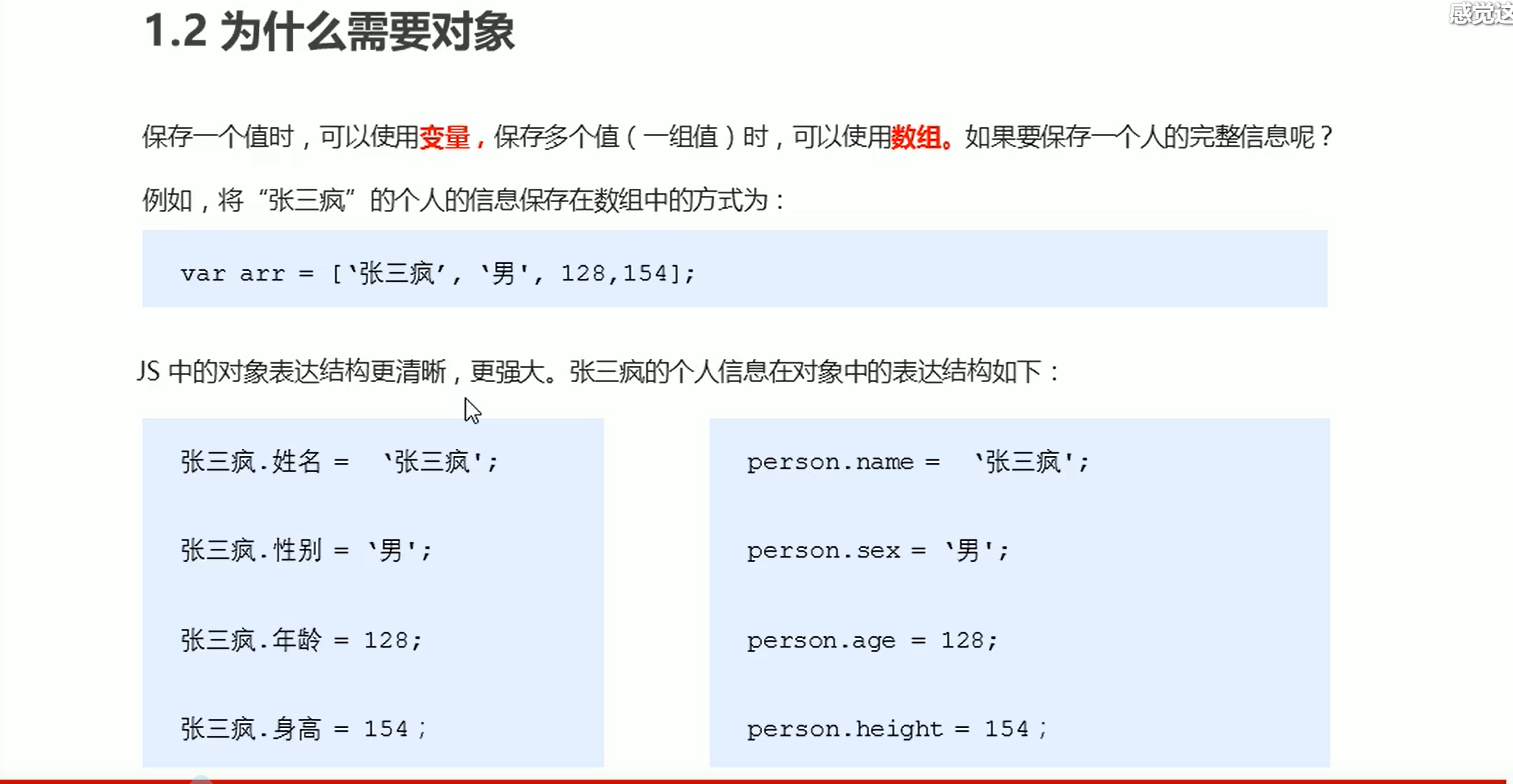 感觉这
1.2 为什么需要对象
保存一个值时，可以使用变量，保存多个值（一组值）时，可以使用数组。如果要保存一个人的完整信息呢？
例如，将“张三疯”的个人的信息保存在数组中的方式为：
var arr = [‘张三疯’, ‘男', 128,154];
JS 中的对象表达结构更清晰，更强大。张三疯的个人信息在对象中的表达结构如下：
张三疯.姓名 = ‘张三疯';
张三疯.性别 = ‘男';
张三疯.年龄 = 128;
张三疯.身高 = 154；
person.name = ‘张三疯';
person.sex = ‘男';
person.age = 128;
person.height = 154；